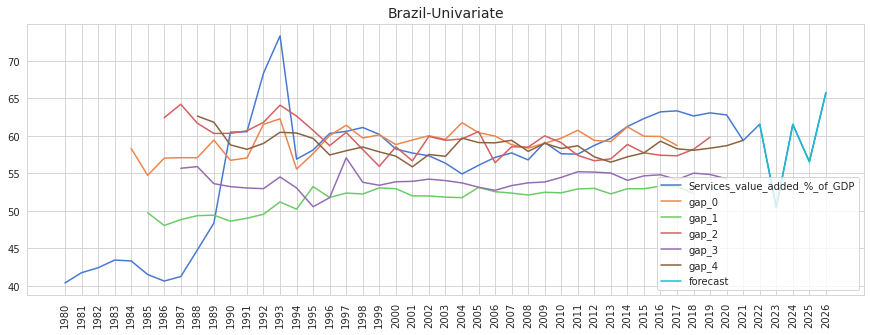 Brazil-Univariate
70
65
60
55
50
45
40
Services_value_added_%_of_GDP
gap_0
gap_1
gap_2
gap_3
gap_4
forecast
1980 1981 1982 1983 1984 1985 1986 1987 1988 1989 1990 1991 1992 1993 1994 1995 1996 1997 1998 1999 2000 2001 2002 2003 2004 2005 2006 2007 2008 2009 2010 2011 2012 2013 2014 2015 2016 2017 2018 2019 2020 2021 2022 2023 2024 2025 2026